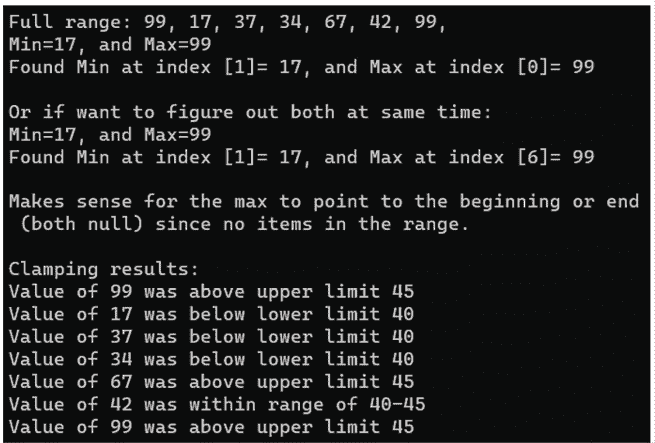 Full range: 99, 17, 37, 34, 67, 42, 99,
Min=17, and Max=99
Found Min at index [1]= 17, and Max at index [0]= 99
Or if want to figure out both at same time:
Min=17, and Max=99
Found Min at index [1]= 17, and Max at index [6]= 99
Makes sense for the max to point to the beginning or end
(both null) since no items in the range.
Clamping results:
Value of 99 was above upper limit 45
Value of 17 was below lower limit 40
Value of 37 was below lower limit 40
Value of 34 was below lower limit 40
Value of 67 was above upper limit 45
Value of 42 was within range of 40-45
Value of 99 was above upper limit 45